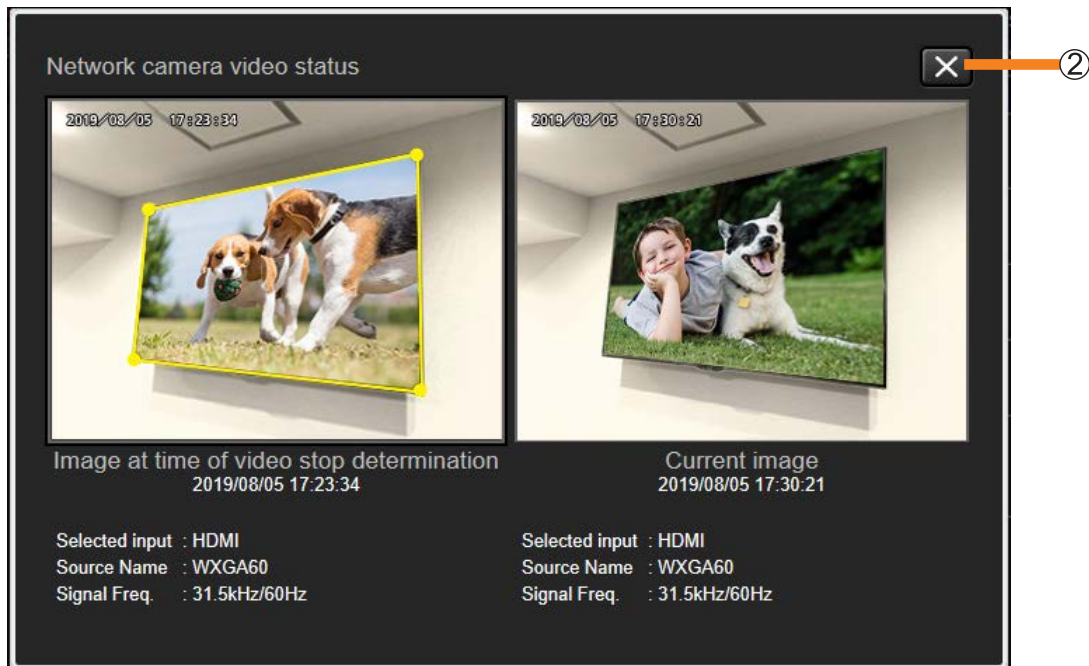 Network camera video status
②
2019/08/05 17:23:34
2019/08/05 17:30:21
Image at time of video stop determination
2019/08/05 17:23:34
Current image
2019/08/05 17:30:21
Selected input : HDMI
Source Name : WXGA60
Signal Freq. : 31.5kHz/60Hz
Selected input : HDMI
Source Name : WXGA60
Signal Freq. : 31.5kHz/60Hz